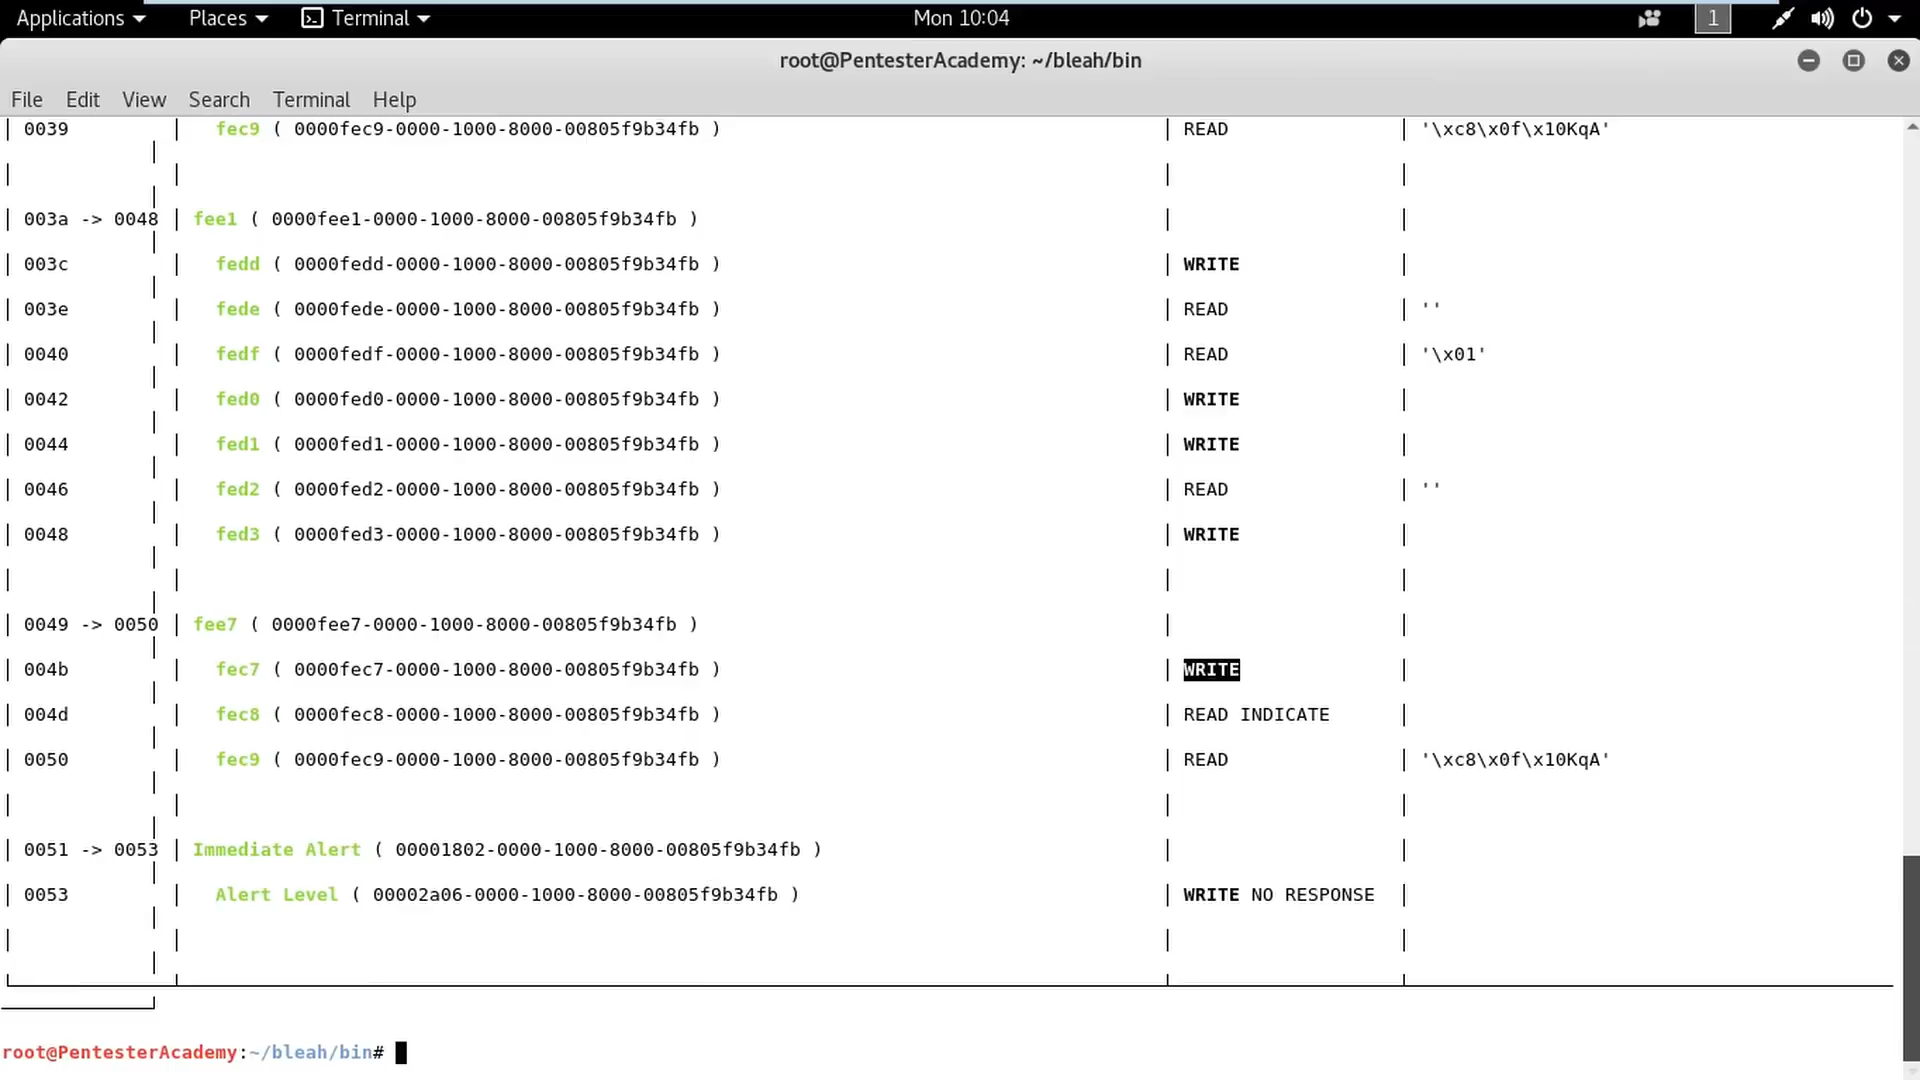 Applications Places Terminal Mon 10:04 1
root@PentesterAcademy: ~/bleah/bin
File Edit View Search Terminal Help
| 0039 | fec9 ( 0000fec9-0000-1000-8000-00805f9b34fb ) | READ | '\xc8\x0f\x10KqA'
| 003a -> 0048 | fee1 ( 0000fee1-0000-1000-8000-00805f9b34fb ) | |
| 003c | fedd ( 0000fedd-0000-1000-8000-00805f9b34fb ) | WRITE |
| 003e | fede ( 0000fede-0000-1000-8000-00805f9b34fb ) | READ | ''
| 0040 | fedf ( 0000fedf-0000-1000-8000-00805f9b34fb ) | READ | '\x01'
| 0042 | fed0 ( 0000fed0-0000-1000-8000-00805f9b34fb ) | WRITE |
| 0044 | fed1 ( 0000fed1-0000-1000-8000-00805f9b34fb ) | WRITE |
| 0046 | fed2 ( 0000fed2-0000-1000-8000-00805f9b34fb ) | READ | ''
| 0048 | fed3 ( 0000fed3-0000-1000-8000-00805f9b34fb ) | WRITE |
| 0049 -> 0050 | fee7 ( 0000fee7-0000-1000-8000-00805f9b34fb ) | |
| 004b | fec7 ( 0000fec7-0000-1000-8000-00805f9b34fb ) | WRITE |
| 004d | fec8 ( 0000fec8-0000-1000-8000-00805f9b34fb ) | READ INDICATE |
| 0050 | fec9 ( 0000fec9-0000-1000-8000-00805f9b34fb ) | READ | '\xc8\x0f\x10KqA'
| 0051 -> 0053 | Immediate Alert ( 00001802-0000-1000-8000-00805f9b34fb ) | |
| 0053 | Alert Level ( 00002a06-0000-1000-8000-00805f9b34fb ) | WRITE NO RESPONSE |
root@PentesterAcademy:~/bleah/bin#